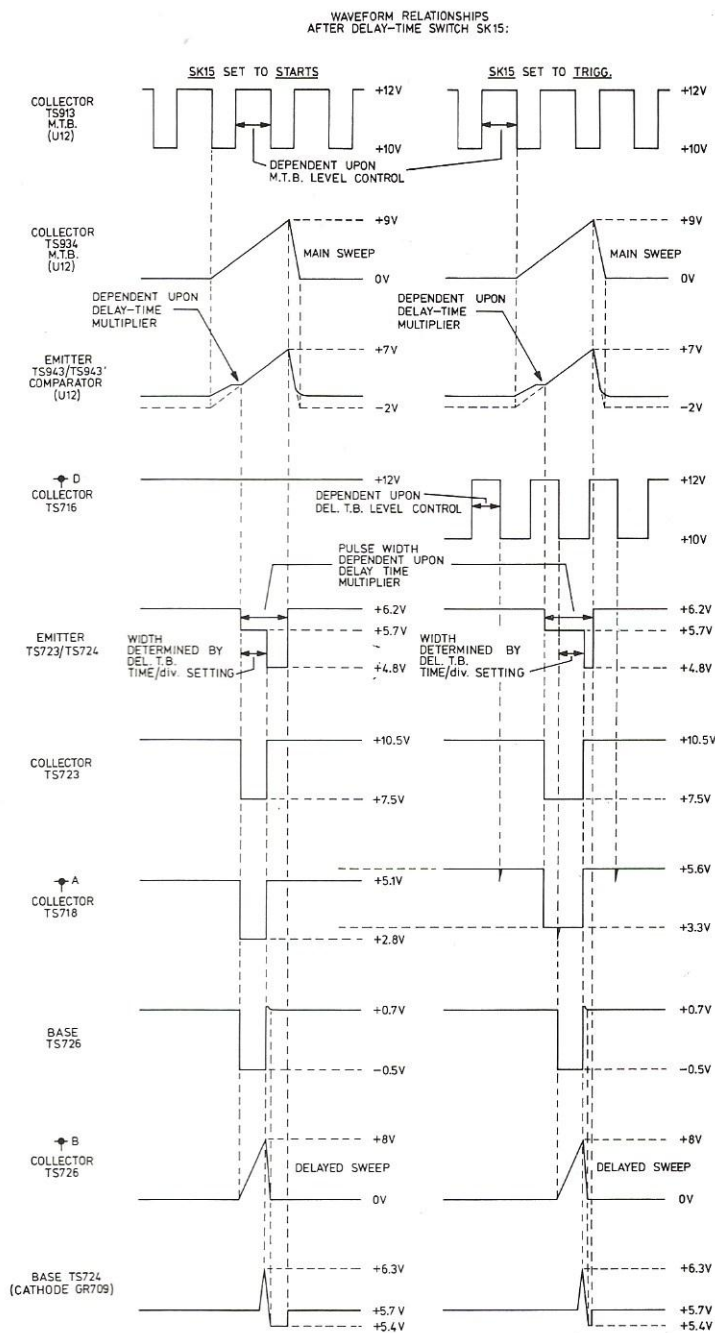 WAVEFORM RELATIONSHIPS
AFTER DELAY-TIME SWITCH SK15:
SK15 SET TO STARTS
SK15 SET TO TRIGG.
COLLECTOR
TS913
M.T.B.
(U12)
+12V
+10V
+12V
+10V
DEPENDENT UPON
M.T.B. LEVEL CONTROL
COLLECTOR
TS934
M.T.B.
(U12)
+9V
MAIN SWEEP
0V
+9V
MAIN SWEEP
0V
DEPENDENT UPON
DELAY-TIME
MULTIPLIER
DEPENDENT UPON
DELAY-TIME
MULTIPLIER
EMITTER
TS943/TS943'
COMPARATOR
(U12)
+7V
-2V
+7V
-2V
D
COLLECTOR
TS716
+12V
DEPENDENT UPON
DEL. T.B. LEVEL CONTROL
+12V
+10V
PULSE WIDTH
DEPENDENT UPON
DELAY TIME
MULTIPLIER
EMITTER
TS723/TS724
WIDTH
DETERMINED BY
DEL. T.B.
TIME/div. SETTING
+6.2V
+5.7V
+4.8V
WIDTH
DETERMINED BY
DEL. T.B.
TIME/div. SETTING
+6.2V
+5.7V
+4.8V
COLLECTOR
TS723
+10.5V
+7.5V
+10.5V
+7.5V
A
COLLECTOR
TS718
+5.1V
+2.8V
+5.6V
+3.3V
BASE
TS726
+0.7V
-0.5V
+0.7V
-0.5V
B
COLLECTOR
TS726
+8V
DELAYED SWEEP
0V
+8V
DELAYED SWEEP
0V
BASE TS724
(CATHODE GR709)
+6.3V
+5.7V
+5.4V
+6.3V
+5.7V
+5.4V